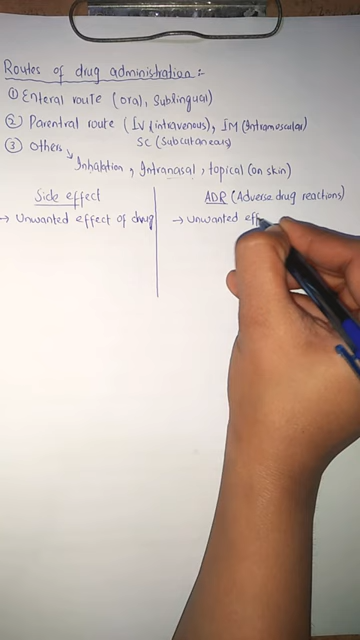 Routes of drug administration :-
① Enteral route (oral, Sublingual)
② Parentral route (IV (intravenous), IM (Intramuscular)
SC (Subcutaneous)
③ Others
Inhalation, Intranasal, topical (on skin)
Side effect
→ Unwanted effect of drug
ADR (Adverse drug reactions)
→ Unwanted eff